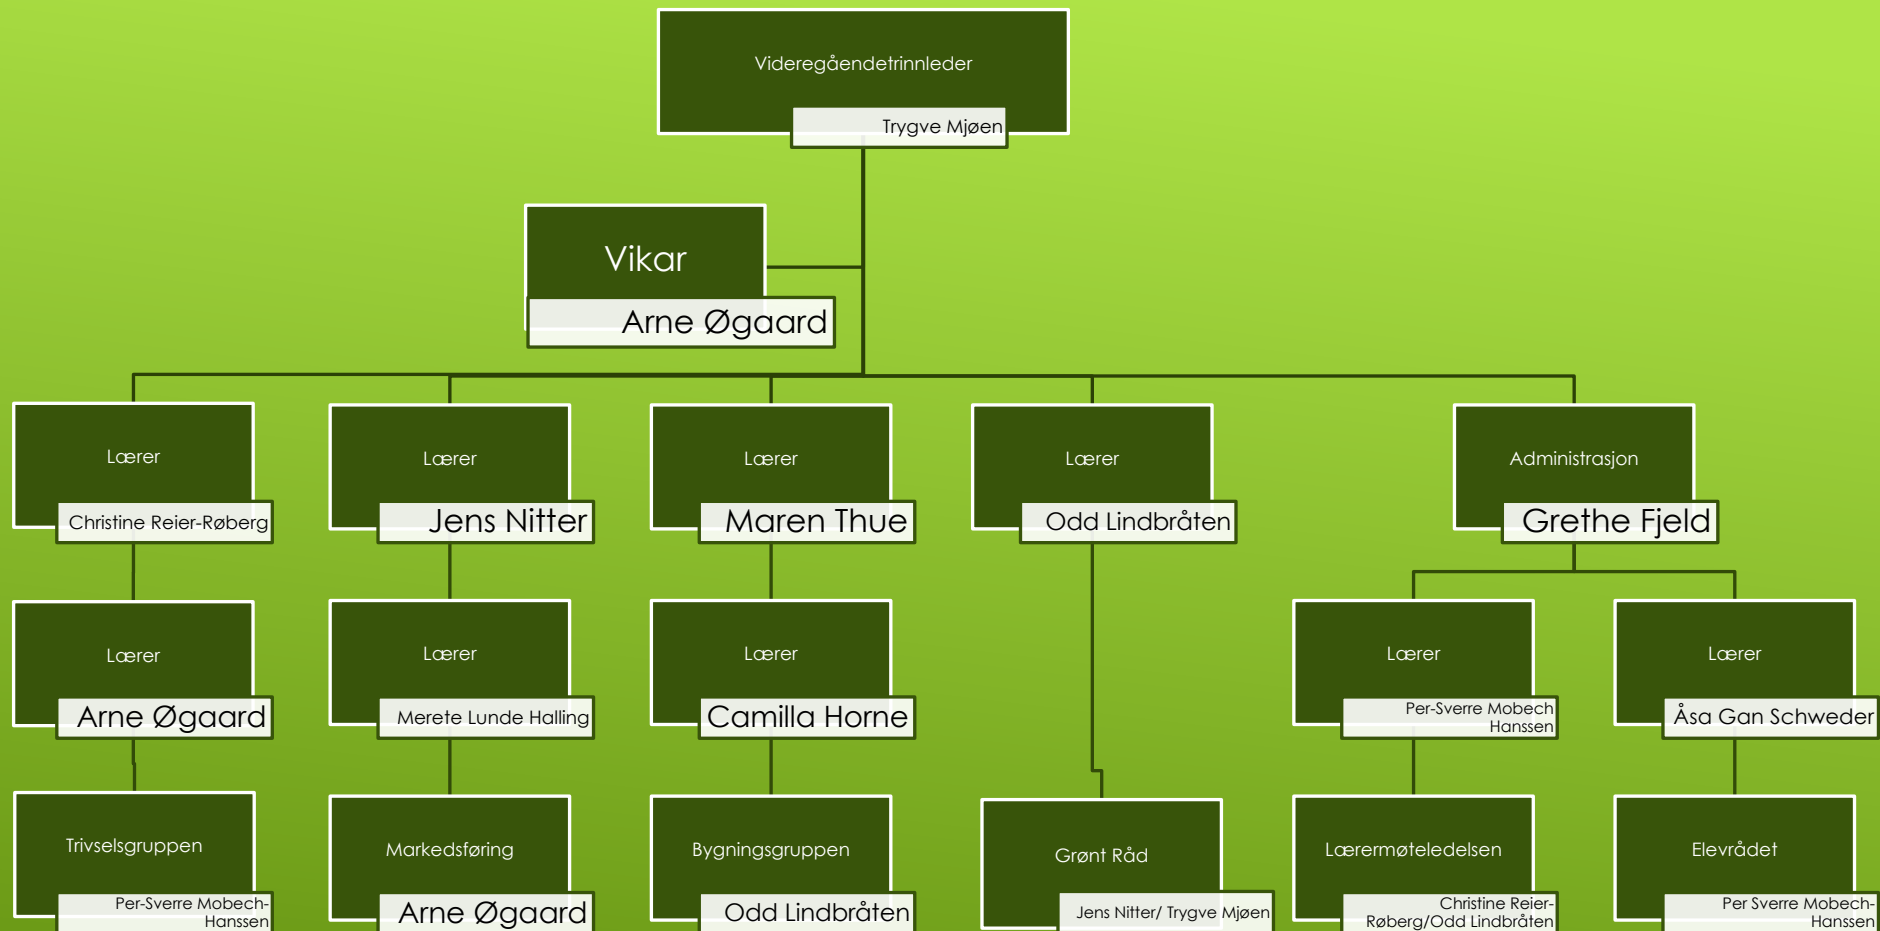 Videregåendetrinnleder
Trygve Mjøen
Vikar
Arne Øgaard
Lærer
Christine Reier-Røberg
Lærer
Jens Nitter
Lærer
Maren Thue
Lærer
Odd Lindbråten
Administrasjon
Grethe Fjeld
Lærer
Arne Øgaard
Lærer
Merete Lunde Halling
Lærer
Camilla Horne
Lærer
Per-Sverre Mobech
Hanssen
Lærer
Åsa Gan Schweder
Trivselsgruppen
Per-Sverre Mobech-
Hanssen
Markedsføring
Arne Øgaard
Bygningsgruppen
Odd Lindbråten
Grønt Råd
Jens Nitter/ Trygve Mjøen
Lærermøteledelsen
Christine Reier-
Røberg/Odd Lindbråten
Elevrådet
Per Sverre Mobech-
Hanssen